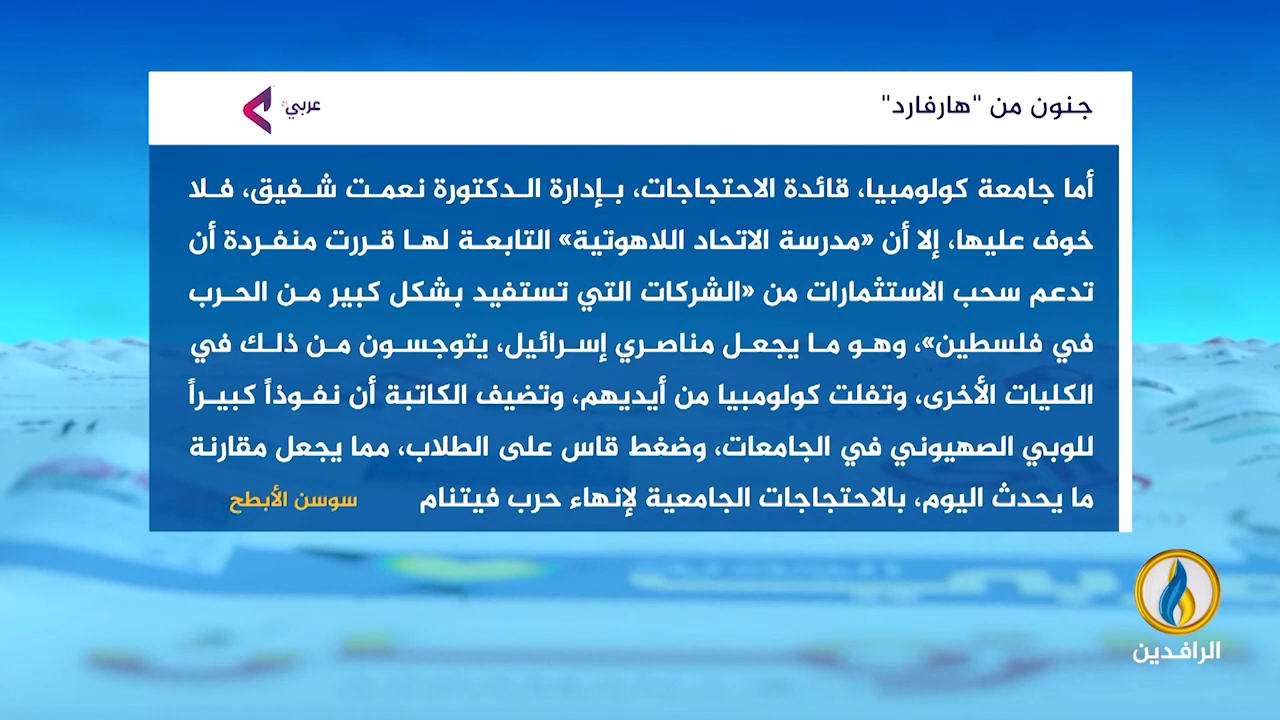 جنون من "هارفارد"
عربي21
أما جامعة كولومبيا، قائدة الاحتجاجات، بإدارة الدكتورة نعمت شفيق، فلا
خوف عليها، إلا أن «مدرسة الاتحاد اللاهوتية» التابعة لها قررت منفردة أن
تدعم سحب الاستثمارات من «الشركات التي تستفيد بشكل كبير من الحرب
في فلسطين»، وهو ما يجعل مناصري إسرائيل، يتوجسون من ذلك في
الكليات الأخرى، وتفلت كولومبيا من أيديهم، وتضيف الكاتبة أن نفوذاً كبيراً
للوبي الصهيوني في الجامعات، وضغط قاس على الطلاب، مما يجعل مقارنة
ما يحدث اليوم، بالاحتجاجات الجامعية لإنهاء حرب فيتنام
سوسن الأبطح
الرافدين